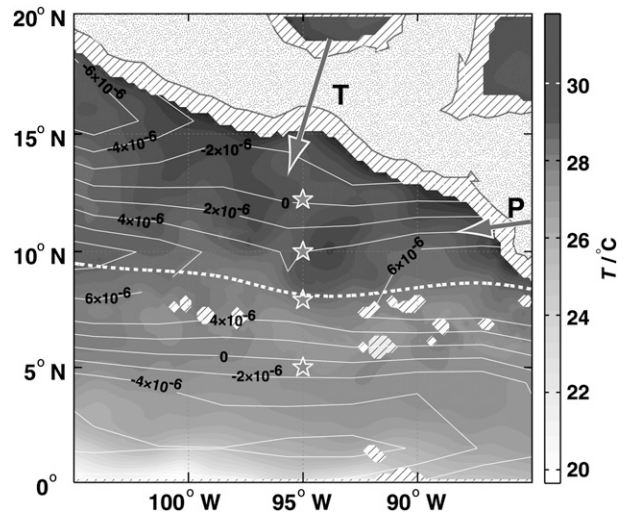 20° N
15° N
10° N
5° N
0°
100° W
95° W
90° W
T
P
-6×10⁻⁶
-4×10⁻⁶
-2×10⁻⁶
0
2×10⁻⁶
4×10⁻⁶
6×10⁻⁶
6×10⁻⁶
4×10⁻⁶
0
-2×10⁻⁶
-4×10⁻⁶
30
28
26
24
22
20
T /°C